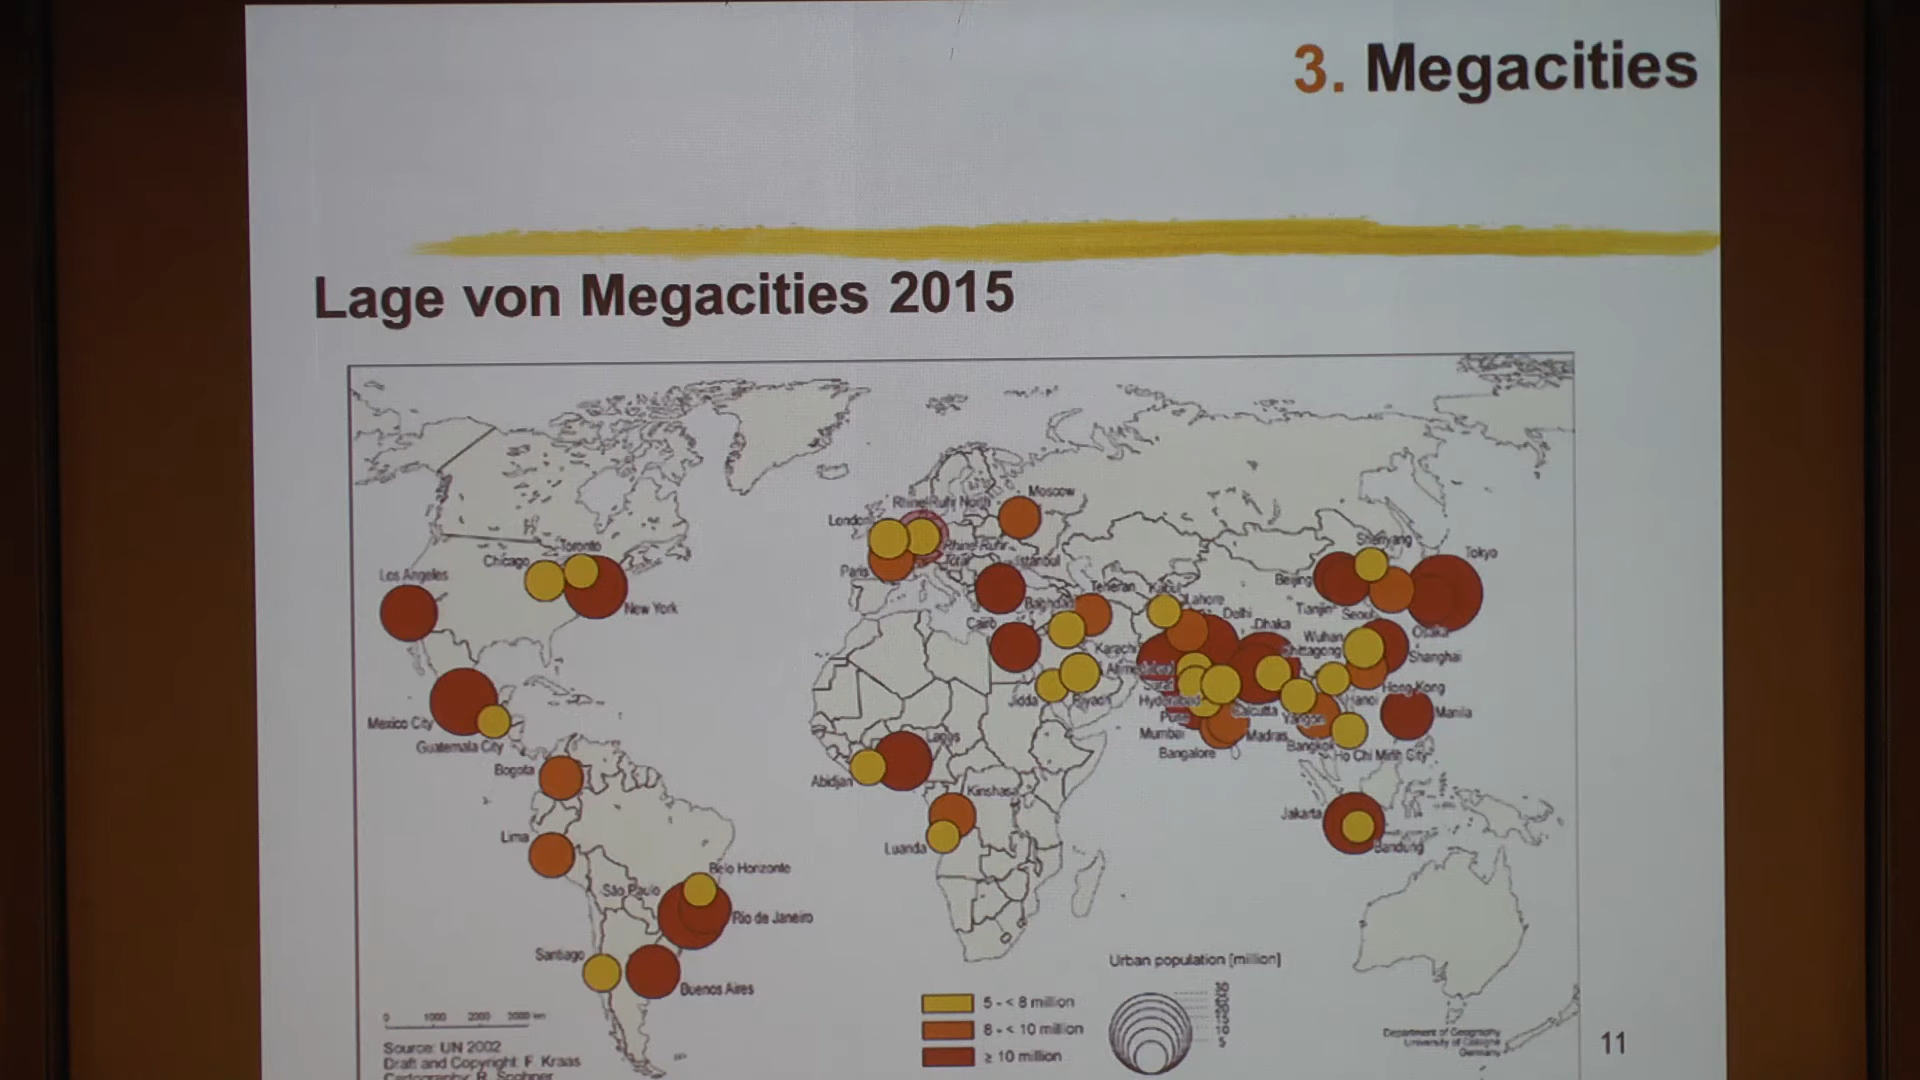 3. Megacities
Lage von Megacities 2015
Moscow
Rhine-Ruhr North
London
Rhine-Ruhr
Total
Paris
Istanbul
Toronto
Chicago
Los Angeles
New York
Shenyang
Tokyo
Beijing
Tianjin
Seoul
Osaka
Teheran
Kabul
Lahore
Baghdad
Delhi
Dhaka
Cairo
Wuhan
Chittagong
Shanghai
Karachi
Jidda
Riyadh
Hyderabad
Hong Kong
Hanoi
Manila
Mexico City
Guatemala City
Pune
Calcutta
Yangon
Mumbai
Madras
Bangkok
Bangalore
Ho Chi Minh City
Lagos
Bogota
Abidjan
Kinshasa
Jakarta
Lima
Luanda
Bandung
Belo Horizonte
São Paulo
Rio de Janeiro
Santiago
Buenos Aires
Urban population [million]
5 - < 8 million
8 - < 10 million
≥ 10 million
10
5
0 1000 2000 3000 km
Source: UN 2002
Draft and Copyright: F. Kraas
Department of Geography
University of Cologne
Germany
11